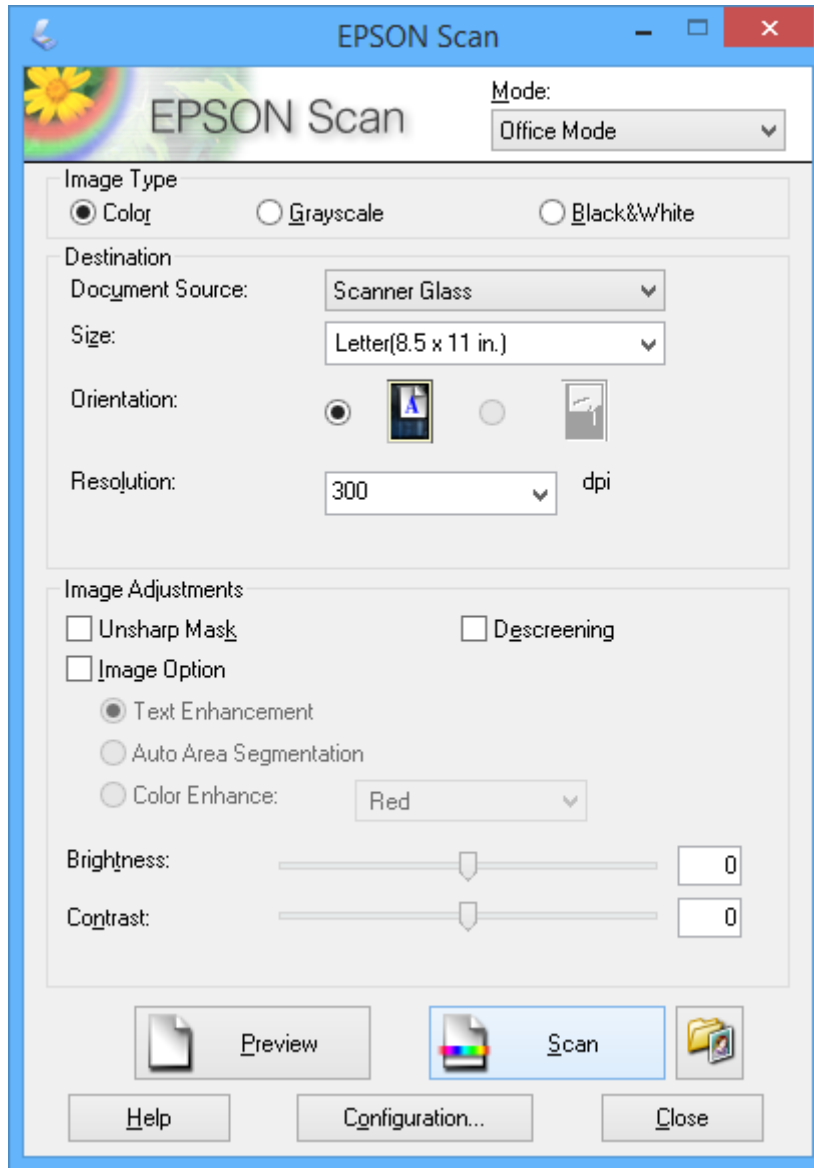 EPSON Scan
EPSON Scan
Mode:
Office Mode
Image Type
Color
Grayscale
Black&White
Destination
Document Source:
Scanner Glass
Size:
Letter(8.5 x 11 in.)
Orientation:
A
Resolution:
300
dpi
Image Adjustments
Unsharp Mask
Descreening
Image Option
Text Enhancement
Auto Area Segmentation
Color Enhance:
Red
Brightness:
0
Contrast:
0
Preview
Scan
Help
Configuration...
Close